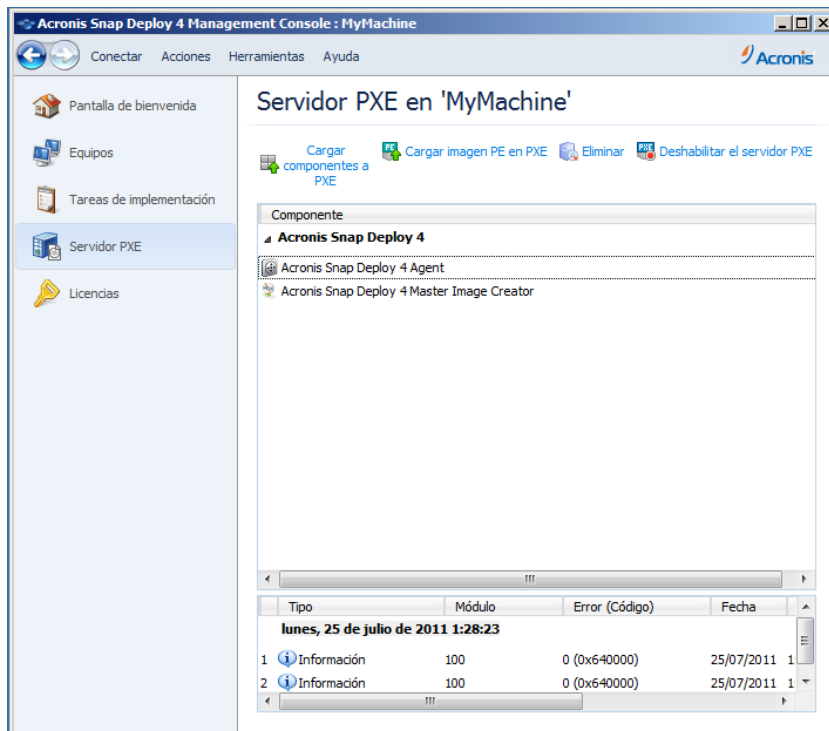 Acronis Snap Deploy 4 Management Console : MyMachine
Conectar Acciones Herramientas Ayuda
Acronis
Pantalla de bienvenida
Equipos
Tareas de implementación
Servidor PXE
Licencias
Servidor PXE en 'MyMachine'
Cargar
componentes a
PXE
Cargar imagen PE en PXE
Eliminar
Deshabilitar el servidor PXE
Componente
Acronis Snap Deploy 4
Acronis Snap Deploy 4 Agent
Acronis Snap Deploy 4 Master Image Creator
Tipo Módulo Error (Código) Fecha
lunes, 25 de julio de 2011 1:28:23
1 Información 100 0 (0x640000) 25/07/2011 1
2 Información 100 0 (0x640000) 25/07/2011 1